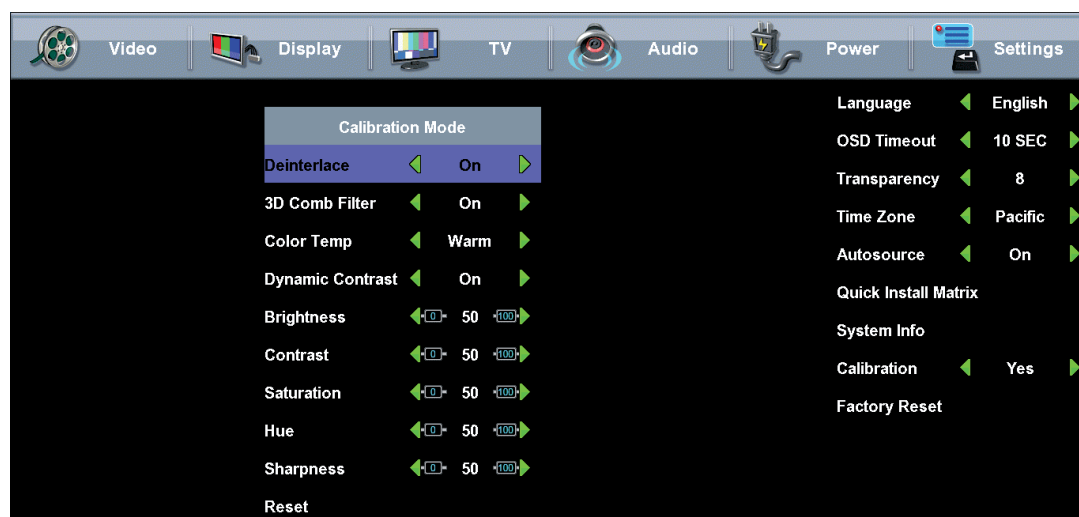 Video Display TV Audio Power Settings
Calibration Mode
Deinterlace On
3D Comb Filter On
Color Temp Warm
Dynamic Contrast On
Brightness 0 50 100
Contrast 0 50 100
Saturation 0 50 100
Hue 0 50 100
Sharpness 0 50 100
Reset
Language English
OSD Timeout 10 SEC
Transparency 8
Time Zone Pacific
Autosource On
Quick Install Matrix
System Info
Calibration Yes
Factory Reset